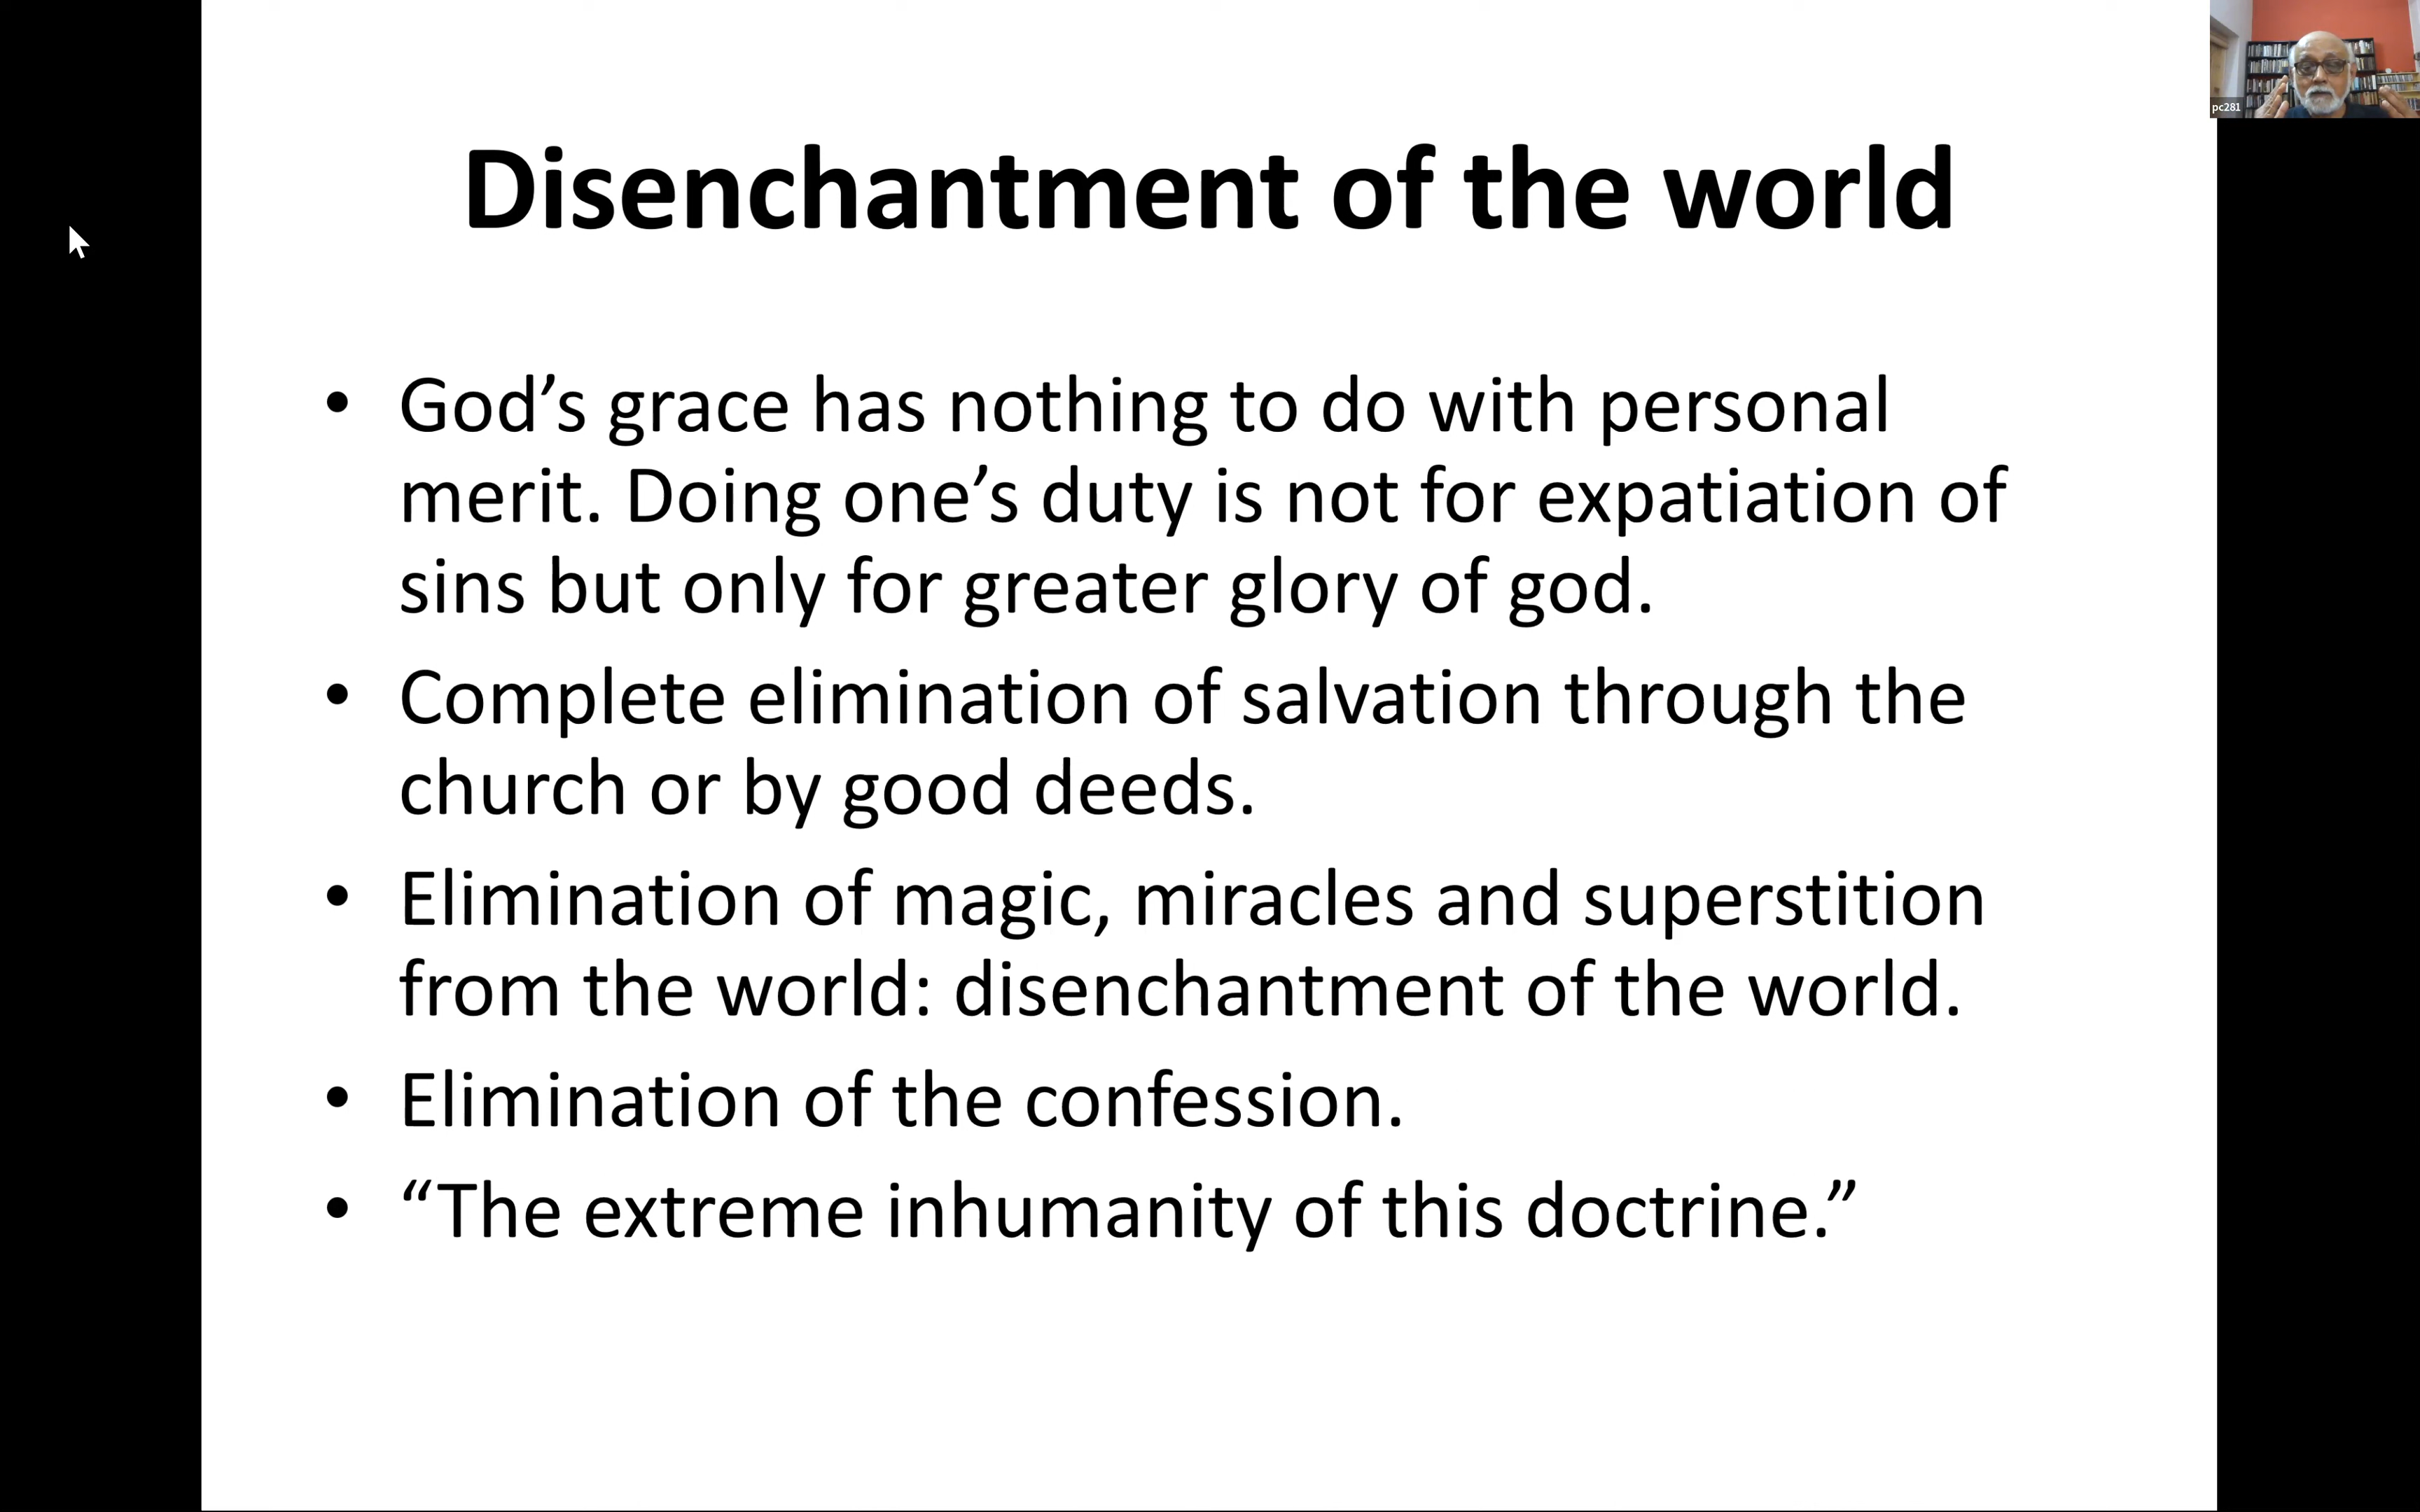 pc281
Disenchantment of the world
• God’s grace has nothing to do with personal
merit. Doing one’s duty is not for expatiation of
sins but only for greater glory of god.
• Complete elimination of salvation through the
church or by good deeds.
• Elimination of magic, miracles and superstition
from the world: disenchantment of the world.
• Elimination of the confession.
• “The extreme inhumanity of this doctrine.”